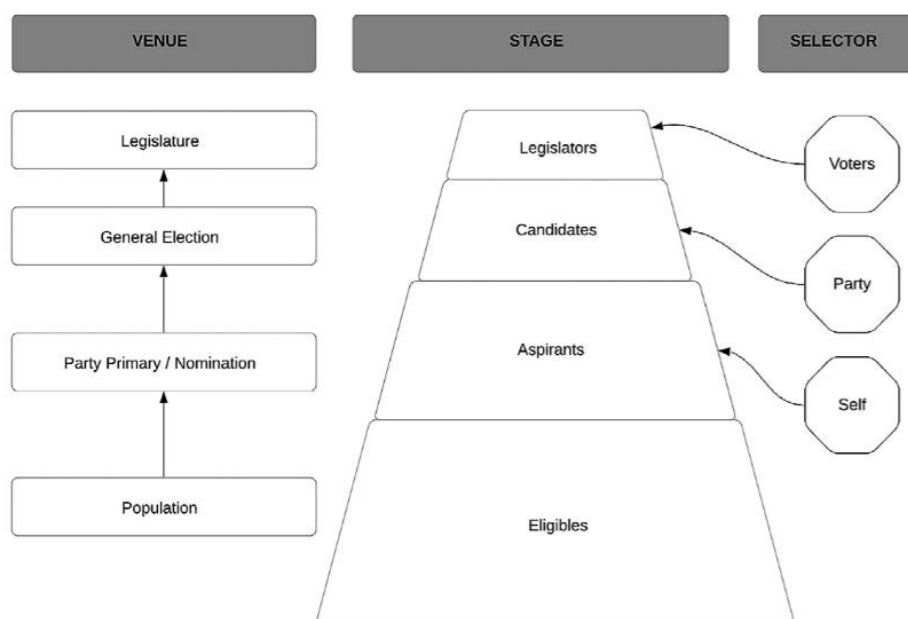 VENUE
STAGE
SELECTOR
Legislature
Legislators
Voters
General Election
Candidates
Party
Party Primary / Nomination
Aspirants
Self
Population
Eligibles